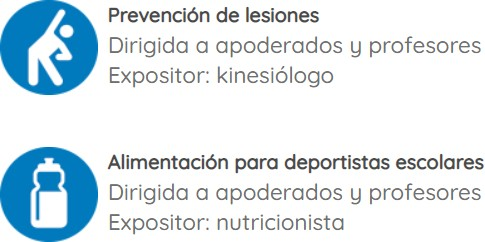 Prevención de lesiones
Dirigida a apoderados y profesores
Expositor: kinesiólogo
Alimentación para deportistas escolares
Dirigida a apoderados y profesores
Expositor: nutricionista